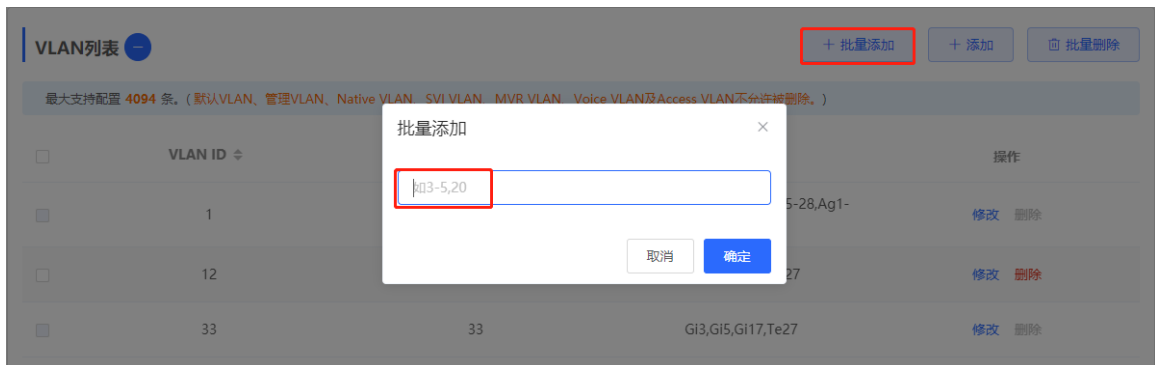 VLAN列表
+ 批量添加
+ 添加
批量删除
最大支持配置 4094 条。( 默认VLAN、管理VLAN、Native VLAN、SVI VLAN、MVR VLAN、Voice VLAN及Access VLAN不允许被删除。)
批量添加
VLAN ID
操作
如3-5,20
1
5-28,Ag1-
修改 删除
取消
确定
12
27
修改 删除
33
33
Gi3,Gi5,Gi17,Te27
修改 删除